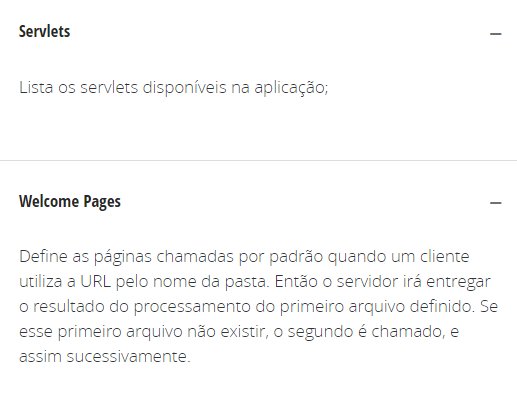 Servlets
Lista os servlets disponíveis na aplicação;
Welcome Pages
Define as páginas chamadas por padrão quando um cliente
utiliza a URL pelo nome da pasta. Então o servidor irá entregar
o resultado do processamento do primeiro arquivo definido. Se
esse primeiro arquivo não existir, o segundo é chamado, e
assim sucessivamente.